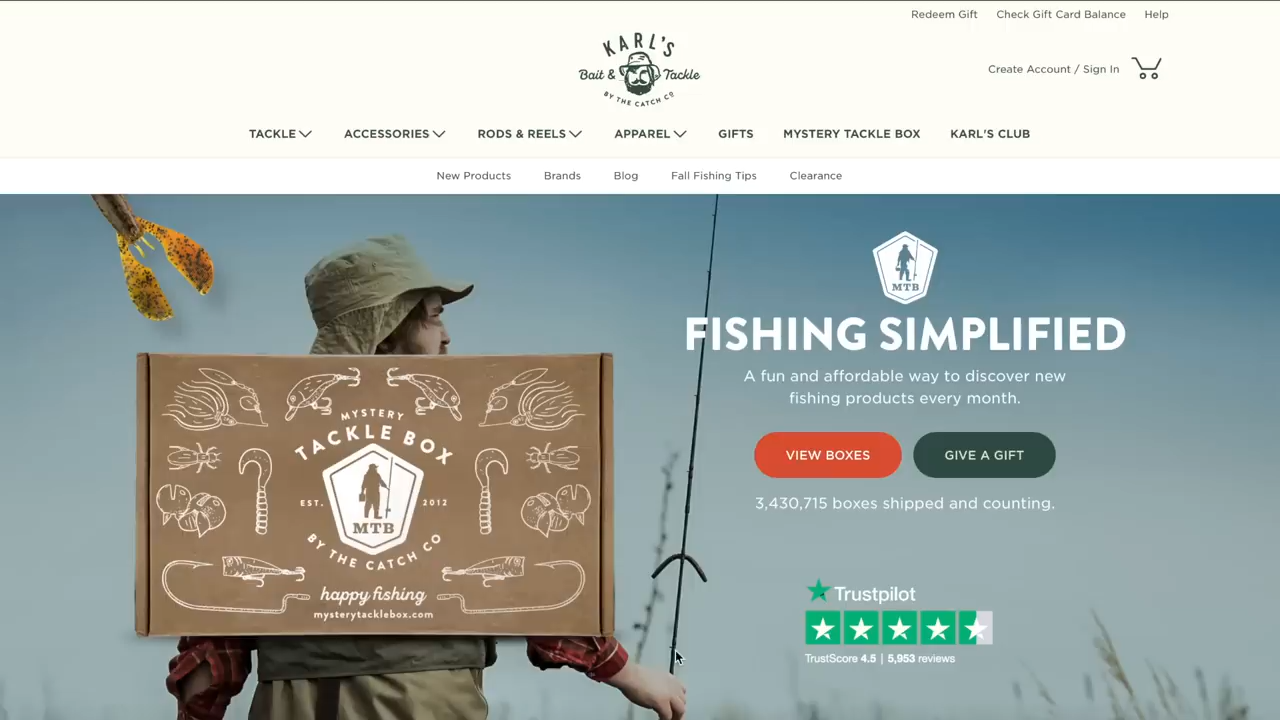 Redeem Gift Check Gift Card Balance Help
KARL'S
Bait & Tackle
BY THE CATCH CO
Create Account / Sign In
TACKLE ACCESSORIES RODS & REELS APPAREL GIFTS MYSTERY TACKLE BOX KARL'S CLUB
New Products Brands Blog Fall Fishing Tips Clearance
MTB
FISHING SIMPLIFIED
A fun and affordable way to discover new
fishing products every month.
VIEW BOXES GIVE A GIFT
3,430,715 boxes shipped and counting.
MYSTERY
TACKLE BOX
EST. 2012
MTB
BY THE CATCH CO
happy fishing
mysterytacklebox.com
Trustpilot
TrustScore 4.5 | 5,953 reviews